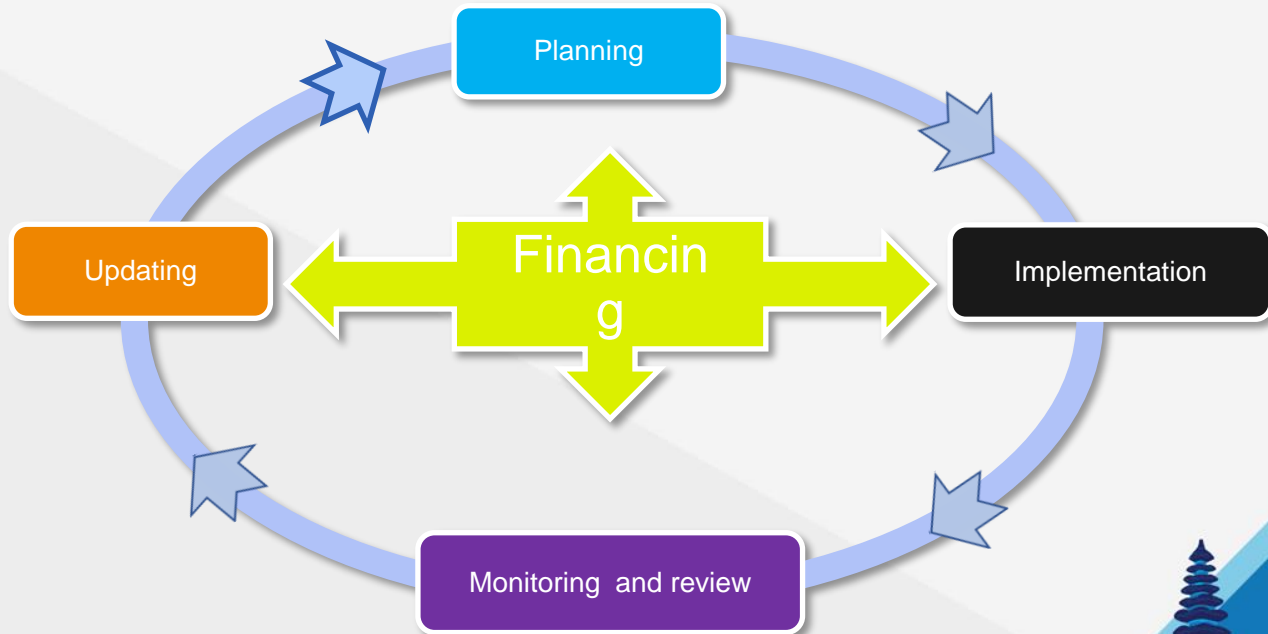 Planning
Updating
Financin
g
Implementation
Monitoring and review